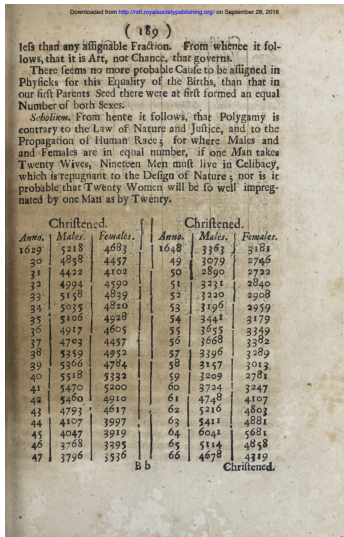 Downloaded from http://rstl.royalsocietypublishing.org/ on September 28, 2018
( 189 )
leſs than any aſſignable Fraction. From whence it fol-
lows, that it is Art, not Chance, that governs.
There ſeems no more probable Cauſe to be aſſigned in
Phyſicks for this Equality of the Births, than that in
our firſt Parents Seed there were at firſt formed an equal
Number of both Sexes.
Scholium. From hence it follows, that Polygamy is
contrary to the Law of Nature and Juſtice, and to the
Propagation of Human Race; for where Males and
and Females are in equal number, if one Man takes
Twenty Wives, Nineteen Men muſt live in Celibacy,
which is repugnant to the Deſign of Nature; nor is it
probable that Twenty Women will be ſo well impreg-
nated by one Man as by Twenty.
Chriſtened. Chriſtened.
Anno. Males. Females. Anno. Males. Females.
1629 5218 4683 1648 3363 3181
30 4858 4457 49 3079 2746
31 4422 4102 50 2890 2722
32 4994 4590 51 3231 2840
33 5158 4839 52 3220 2908
34 5035 4820 53 3196 2959
35 5106 4928 54 3441 3179
36 4917 4605 55 3655 3349
37 4703 4457 56 3668 3382
38 5359 4952 57 3396 3289
39 5366 4784 58 3157 3013
40 5518 5332 59 3209 2781
41 5470 5200 60 3724 3247
42 5460 4910 61 4748 4107
43 4793 4617 62 5216 4803
44 4107 3997 63 5411 4881
45 4047 3919 64 6041 5681
46 3768 3395 65 5114 4858
47 3796 3536 66 4678 4319
B b Chriſtened.